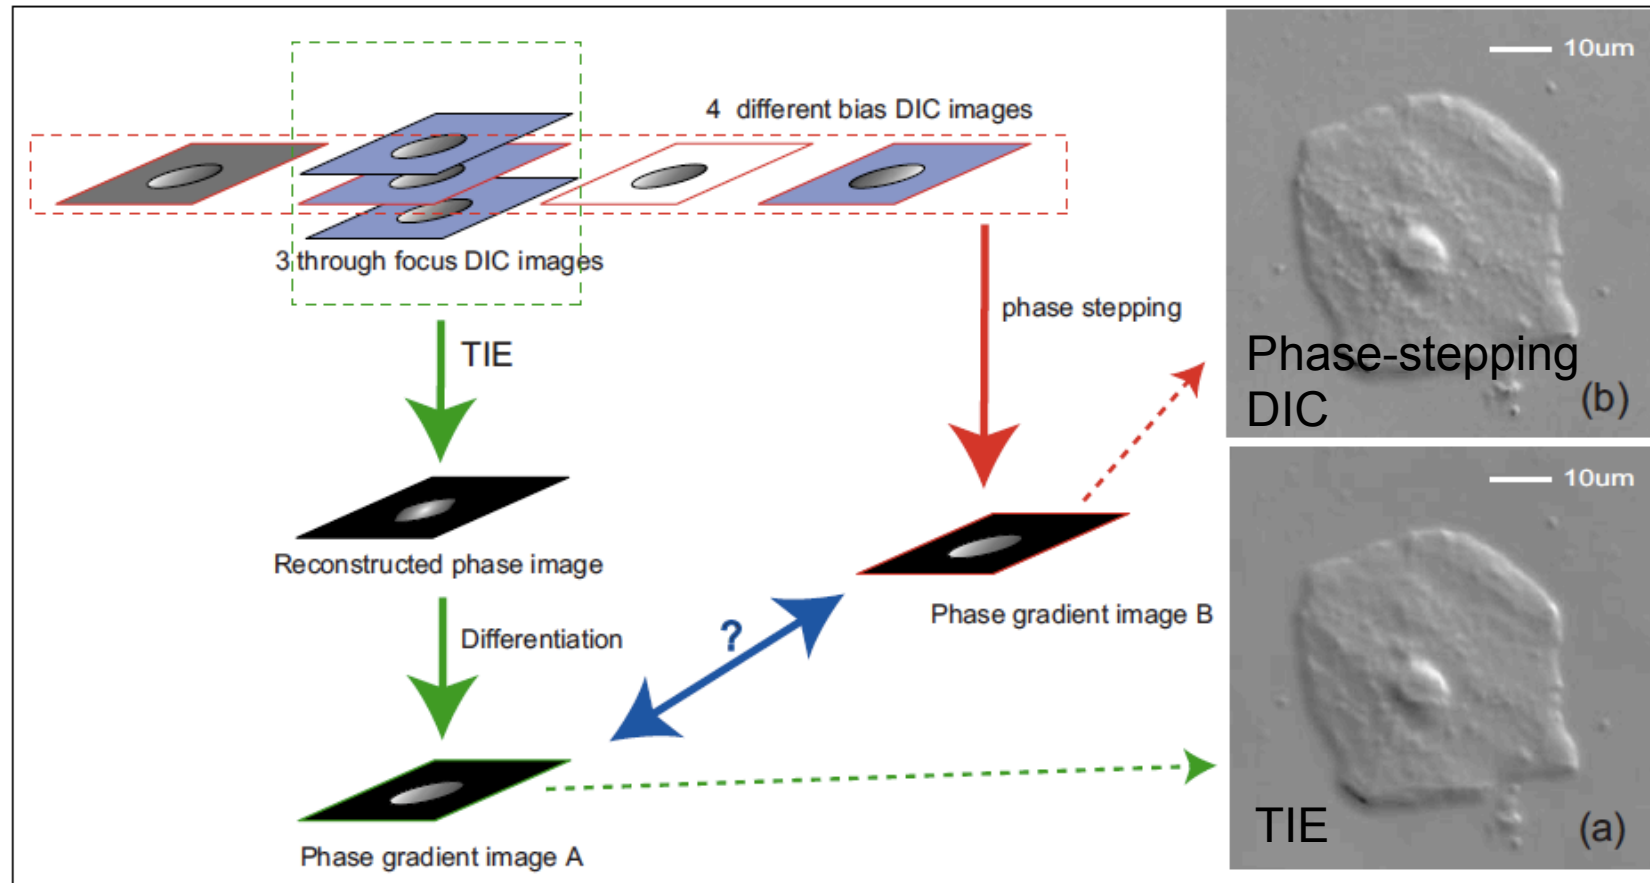 4 different bias DIC images
3 through focus DIC images
TIE
phase stepping
Reconstructed phase image
Differentiation
?
Phase gradient image B
Phase gradient image A
10um
Phase-stepping
DIC
(b)
10um
TIE
(a)